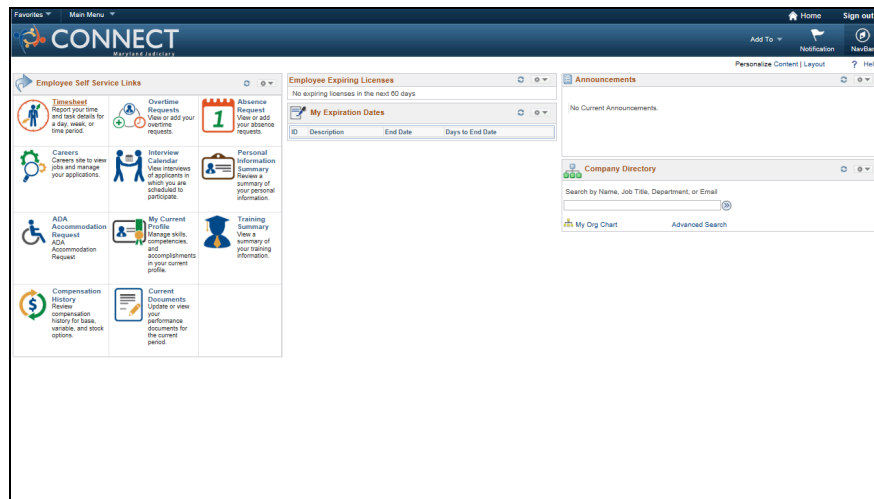 Favorites Main Menu
Home Sign out
CONNECT
Maryland Judiciary
Add To
Notification
NavBar
Personalize Content | Layout ? Hel
Employee Self Service Links
Timesheet
Report your time
and task details for
a day, week, or
time period.
Overtime
Requests
View or add your
overtime
requests.
1
Absence
Request
View or add
your absence
requests.
Careers
Careers site to view
jobs and manage
your applications.
Interview
Calendar
View interviews
of applicants in
which you are
scheduled to
participate.
Personal
Information
Summary
Review a
summary of
your personal
information.
ADA
Accommodation
Request
ADA
Accommodation
Request
My Current
Profile
Manage skills,
competencies,
and
accomplishments
in your current
profile.
Training
Summary
View a
summary of
your training
information.
$
Compensation
History
Review
compensation
history for base,
variable, and stock
options.
Current
Documents
Update or view
your
performance
documents for
the current
period.
Employee Expiring Licenses
No expiring licenses in the next 60 days
My Expiration Dates
ID Description End Date Days to End Date
Announcements
No Current Announcements.
Company Directory
Search by Name, Job Title, Department, or Email
My Org Chart Advanced Search